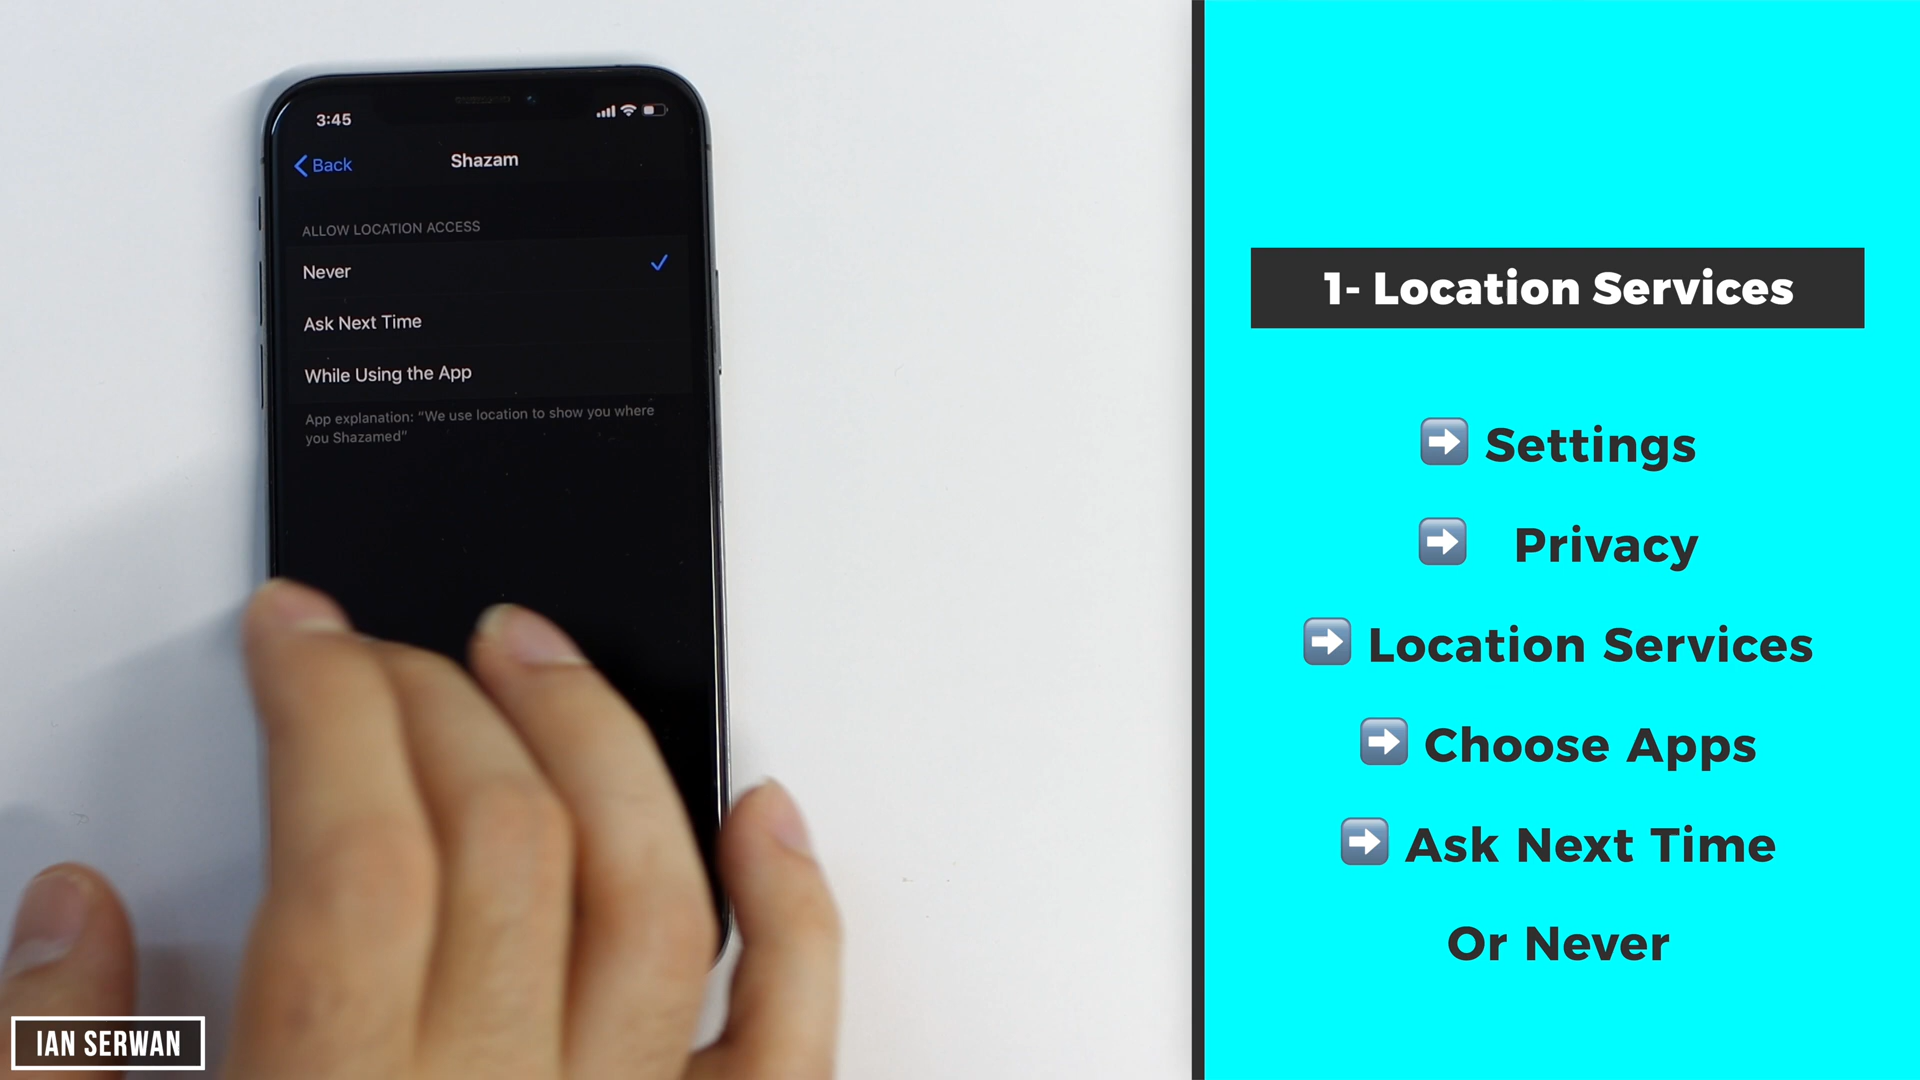 3:45
Back
Shazam
ALLOW LOCATION ACCESS
Never
Ask Next Time
While Using the App
App explanation: "We use location to show you where
you Shazamed"
1- Location Services
➡️ Settings
➡️ Privacy
➡️ Location Services
➡️ Choose Apps
➡️ Ask Next Time
Or Never
IAN SERWAN